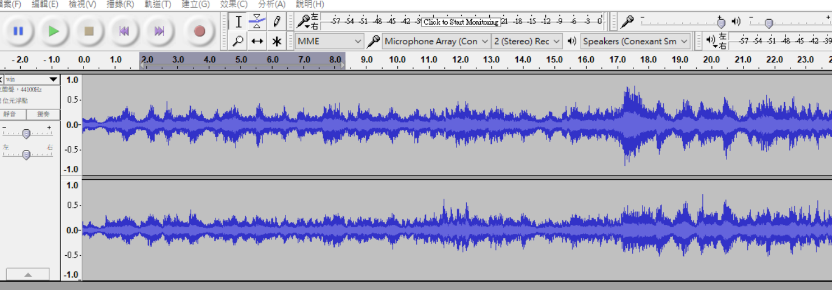 檔案(F) 編輯(E) 檢視(V) 播錄(R) 軌道(T) 建立(G) 效果(C) 分析(A) 說明(H)
左 右 -57 -54 -51 -48 -45 -42 -3 Click to Start Monitoring 21 -18 -15 -12 -9 -6 -3 0
MME Microphone Array (Con 2 (Stereo) Rec Speakers (Conexant Sm 左 右 -57 -54 -51 -48 -45 -42 -39
-2.0 -1.0 0.0 1.0 2.0 3.0 4.0 5.0 6.0 7.0 8.0 9.0 10.0 11.0 12.0 13.0 14.0 15.0 16.0 17.0 18.0 19.0 20.0 21.0 22.0 23.0
X win 1.0
44100Hz
位元浮點 0.5
靜音 獨奏
- + 0.0
左 右 -0.5
-1.0
1.0
0.5
0.0
-0.5
-1.0